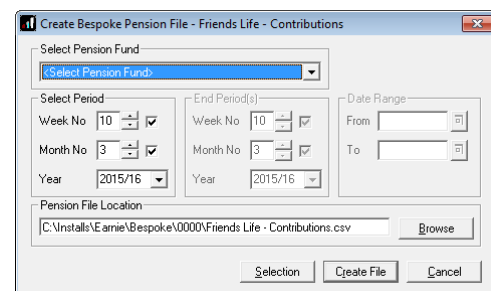 Create Bespoke Pension File - Friends Life - Contributions
Select Pension Fund
<Select Pension Fund>
Select Period
Week No 10
Month No 3
Year 2015/16
End Period(s)
Week No 10
Month No 3
Year 2015/16
Date Range
From
To
Pension File Location
C:\Installs\Earnie\Bespoke\0000\Friends Life - Contributions.csv
Browse
Selection
Create File
Cancel